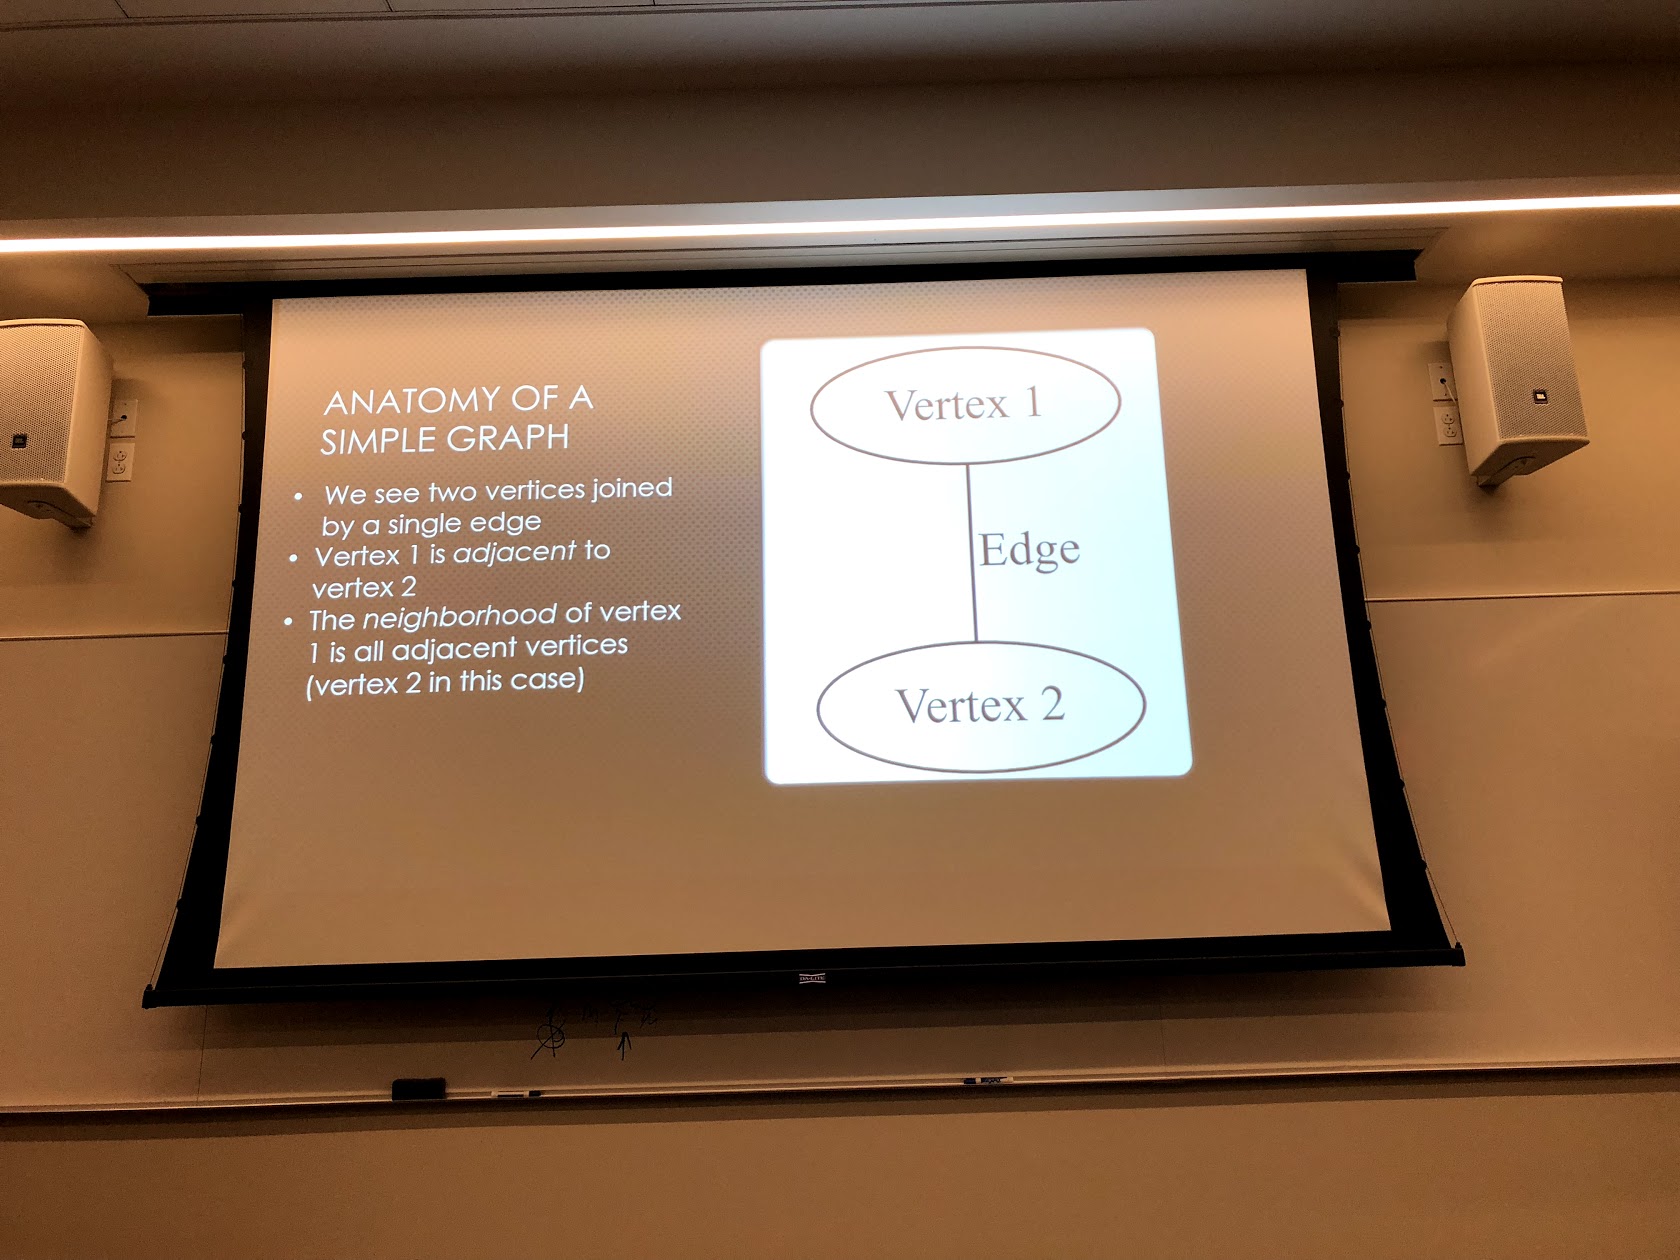 ANATOMY OF A
SIMPLE GRAPH
• We see two vertices joined
by a single edge
• Vertex 1 is adjacent to
vertex 2
• The neighborhood of vertex
1 is all adjacent vertices
(vertex 2 in this case)
Vertex 1
Edge
Vertex 2
DA-LITE